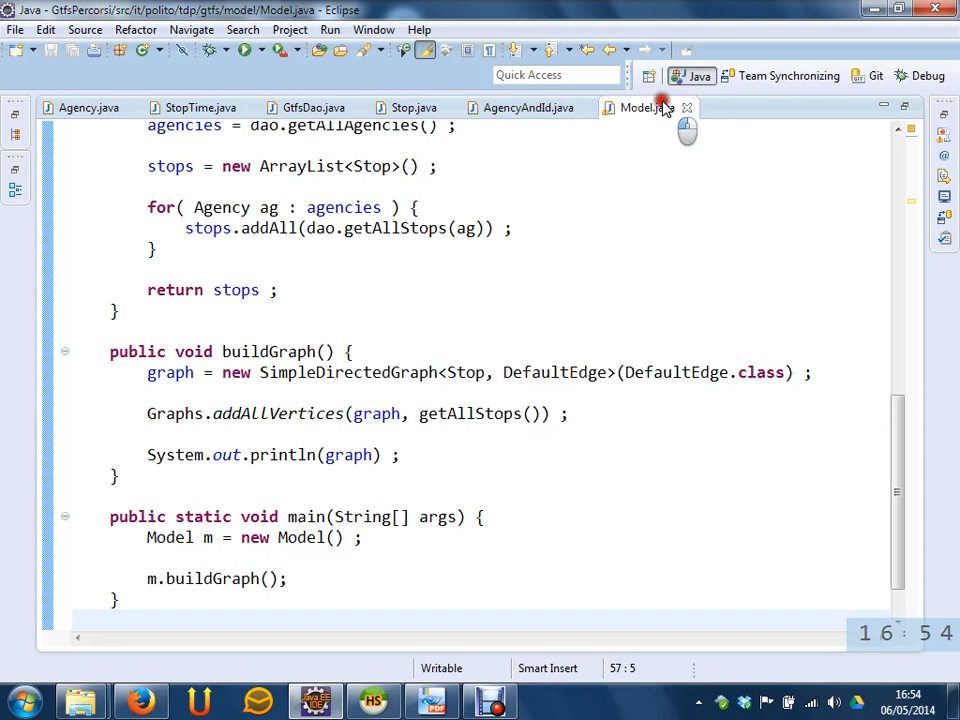 Java - GtfsPercorsi/src/it/polito/tdp/gtfs/model/Model.java - Eclipse
File Edit Source Refactor Navigate Search Project Run Window Help
Quick Access
Java Team Synchronizing Git Debug
Agency.java StopTime.java GtfsDao.java Stop.java AgencyAndId.java Model.java
agencies = dao.getAllAgencies() ;
stops = new ArrayList<Stop>() ;
for( Agency ag : agencies ) {
stops.addAll(dao.getAllStops(ag)) ;
}
return stops ;
}
public void buildGraph() {
graph = new SimpleDirectedGraph<Stop, DefaultEdge>(DefaultEdge.class) ;
Graphs.addAllVertices(graph, getAllStops()) ;
System.out.println(graph) ;
}
public static void main(String[] args) {
Model m = new Model() ;
m.buildGraph();
}
16:54
Writable Smart Insert 57 : 5
Java EE
IDE
HS
PDF
16:54
06/05/2014